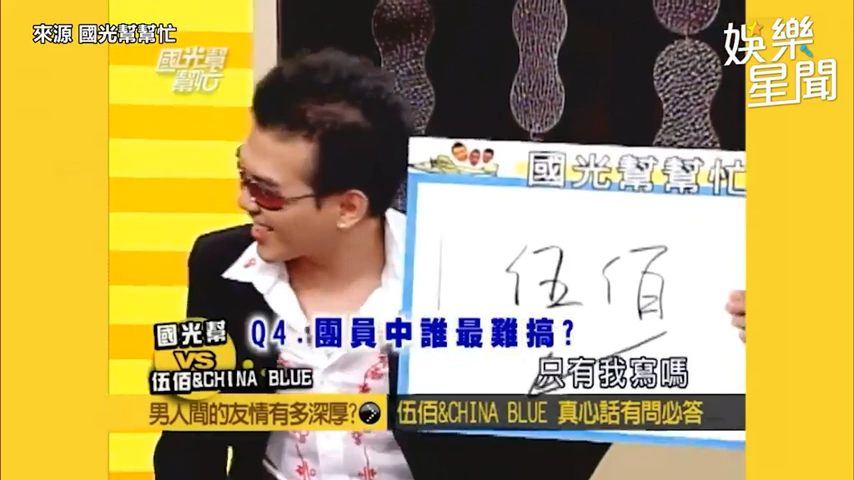 來源 國光幫幫忙
國光幫
幫忙
娛樂
星聞
國光幫幫忙
伍佰
Q4.團員中誰最難搞?
只有我寫嗎
國光幫
VS
伍佰&CHINA BLUE
男人間的友情有多深厚?
伍佰&CHINA BLUE 真心話有問必答